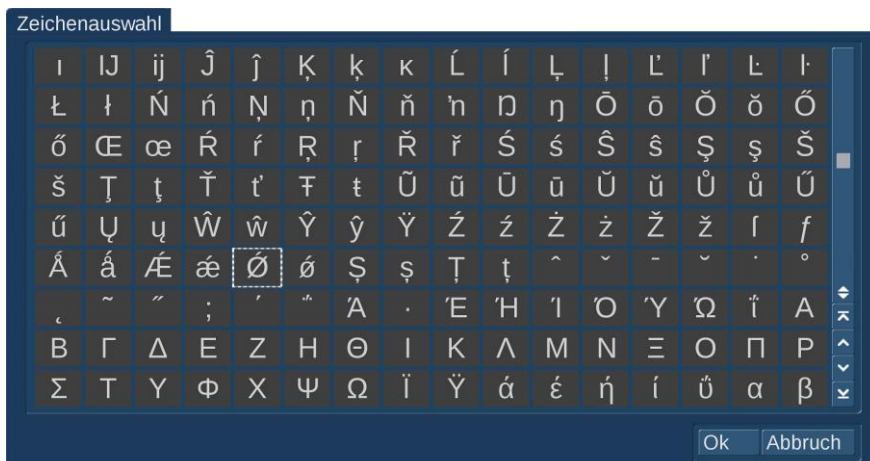 Zeichenauswahl
ı Ĳ ĳ Ĵ ĵ Ķ ķ ĸ Ĺ ĺ Ļ ļ Ľ ľ Ŀ ŀ
Ł ł Ń ń Ņ ņ Ň ň ŉ Ŋ ŋ Ō ō Ŏ ŏ Ő
ő Œ œ Ŕ ŕ Ŗ ŗ Ř ř Ś ś Ŝ ŝ Ş ş Š
š Ţ ţ Ť ť Ŧ ŧ Ũ ũ Ū ū Ŭ ŭ Ů ů Ű
ű Ų ų Ŵ ŵ Ŷ ŷ Ÿ Ź ź Ż ż Ž ž ſ ƒ
Ǻ ǻ Ǽ ǽ Ǿ ǿ Ș ș Ț ț ˆ ˇ ˉ ˘ ˙ ˚
˛ ˜ ˝ ; ΄ ΅ Ά · Έ Ή Ί Ό Ύ Ώ ΐ Α
Β Γ Δ Ε Ζ Η Θ Ι Κ Λ Μ Ν Ξ Ο Π Ρ
Σ Τ Υ Φ Χ Ψ Ω Ϊ Ϋ ά έ ή ί ΰ α β
Ok Abbruch